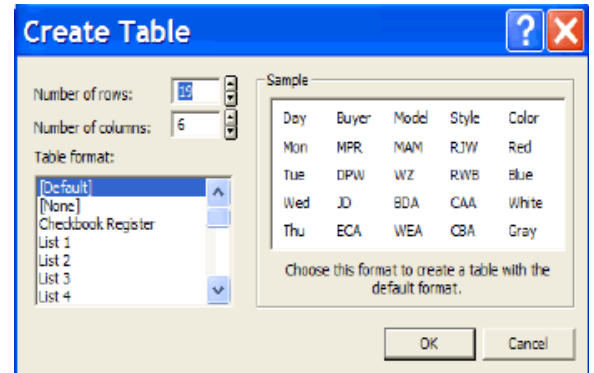 Create Table
Number of rows: 19
Number of columns: 6
Table format:
[Default]
[None]
Checkbook Register
List 1
List 2
List 3
List 4
Sample
Day Buyer Model Style Color
Mon MPR MAM RJW Red
Tue DPW WZ RWB Blue
Wed JD BDA CAA White
Thu ECA WEA CBA Gray
Choose this format to create a table with the
default format.
OK Cancel